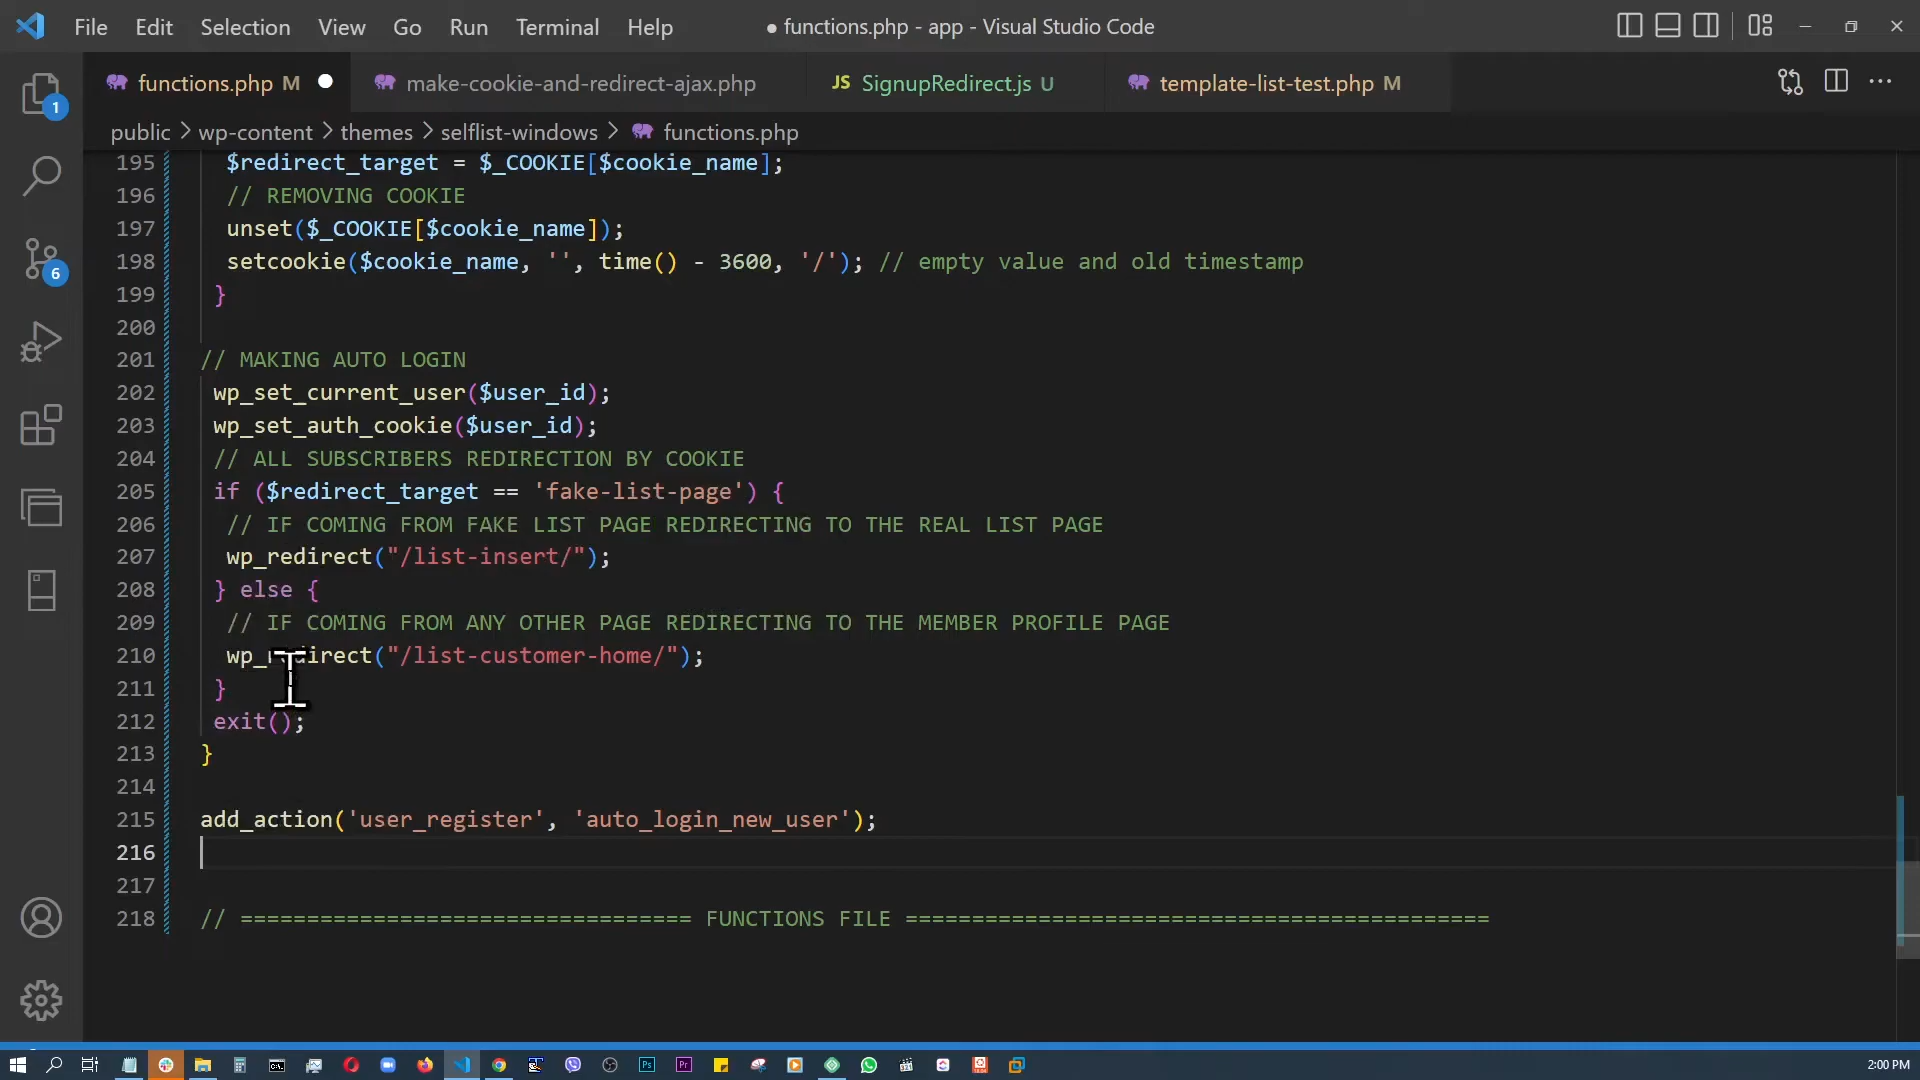 File Edit Selection View Go Run Terminal Help ● functions.php - app - Visual Studio Code
functions.php M make-cookie-and-redirect-ajax.php JS SignupRedirect.js U template-list-test.php M
1
public > wp-content > themes > selflist-windows > functions.php
195 $redirect_target = $_COOKIE[$cookie_name];
196 // REMOVING COOKIE
197 unset($_COOKIE[$cookie_name]);
198 setcookie($cookie_name, '', time() - 3600, '/'); // empty value and old timestamp
6
199 }
200
201 // MAKING AUTO LOGIN
202 wp_set_current_user($user_id);
203 wp_set_auth_cookie($user_id);
204 // ALL SUBSCRIBERS REDIRECTION BY COOKIE
205 if ($redirect_target == 'fake-list-page') {
206 // IF COMING FROM FAKE LIST PAGE REDIRECTING TO THE REAL LIST PAGE
207 wp_redirect("/list-insert/");
208 } else {
209 // IF COMING FROM ANY OTHER PAGE REDIRECTING TO THE MEMBER PROFILE PAGE
210 wp_redirect("/list-customer-home/");
211 }
212 exit();
213 }
214
215 add_action('user_register', 'auto_login_new_user');
216
217
218 // ================================== FUNCTIONS FILE ============================================
Ps Pr 2:00 PM